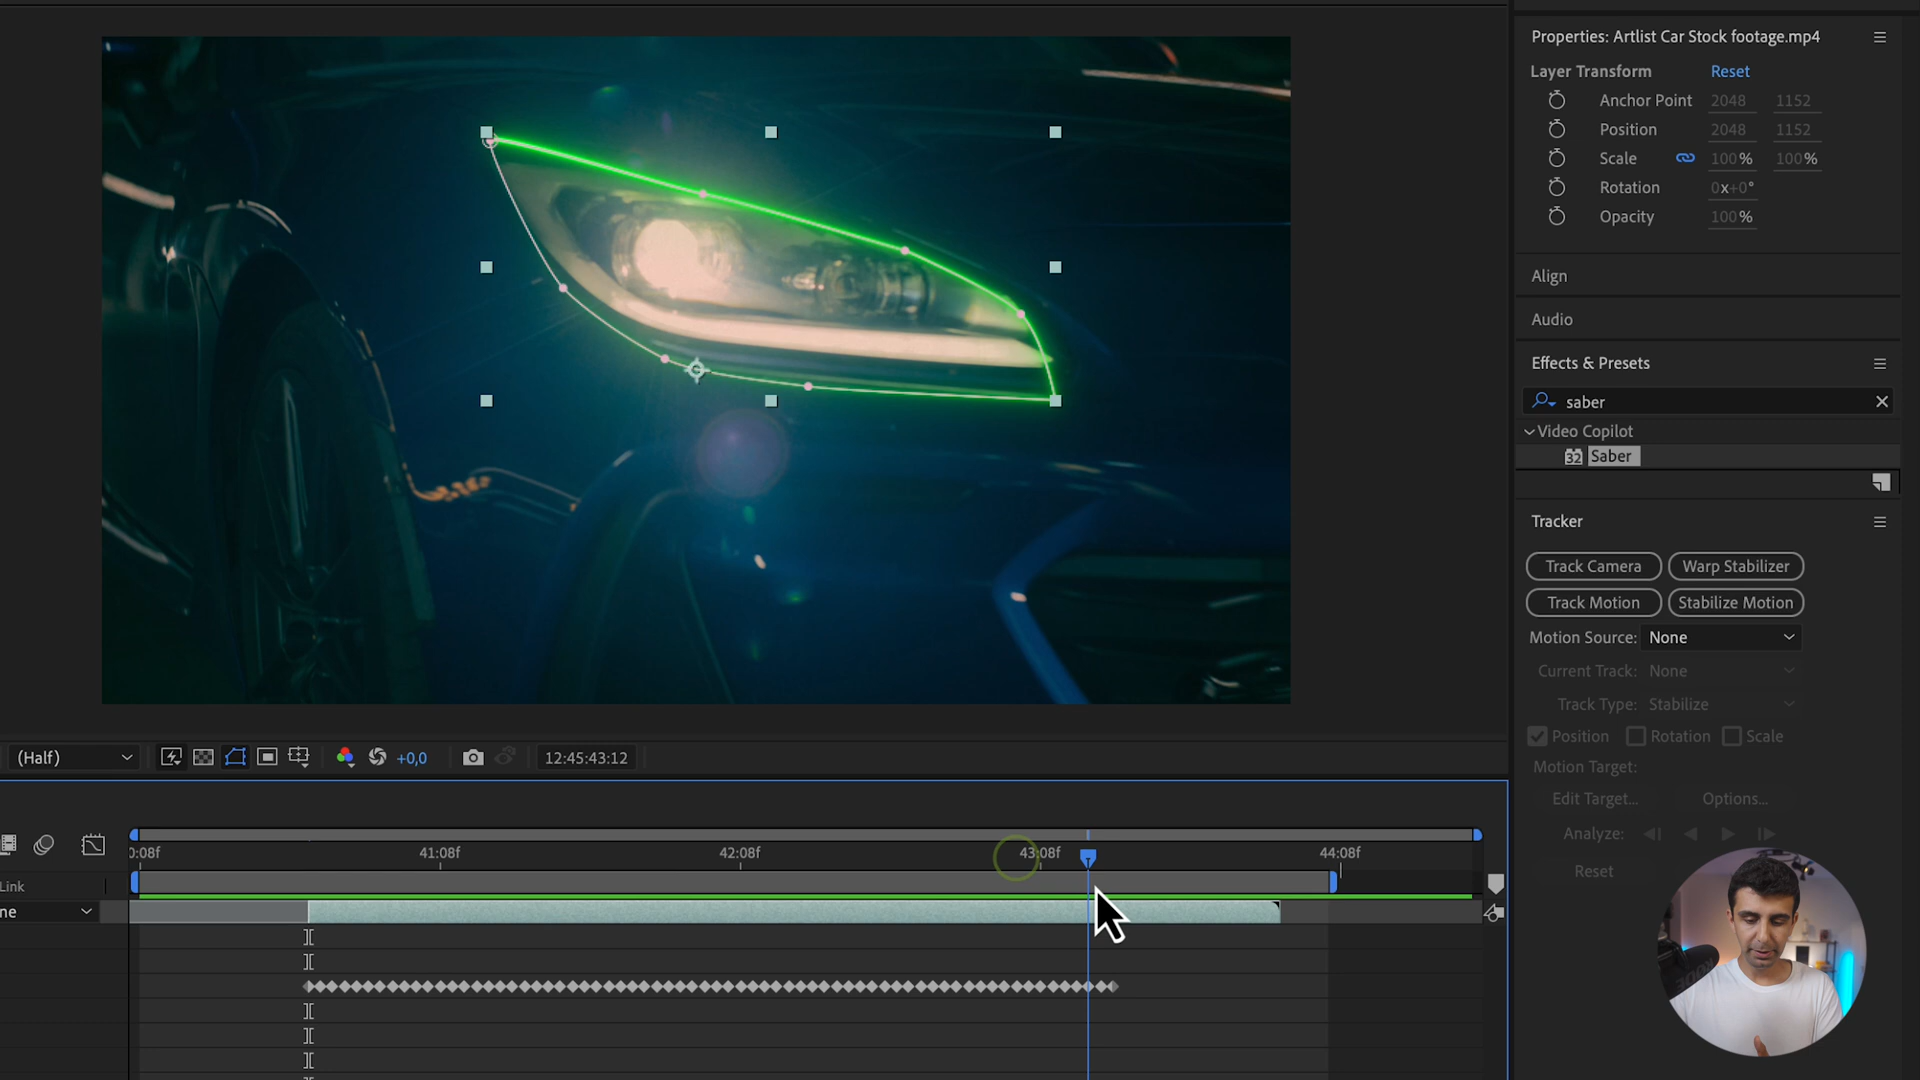 Properties: Artlist Car Stock footage.mp4
Layer Transform Reset
Anchor Point 2048 1152
Position 2048 1152
Scale 100% 100%
Rotation 0x+0°
Opacity 100%
Align
Audio
Effects & Presets
saber
Video Copilot
32 Saber
Tracker
Track Camera Warp Stabilizer
Track Motion Stabilize Motion
Motion Source: None
Current Track: None
Track Type: Stabilize
Position Rotation Scale
Motion Target:
Edit Target... Options...
Analyze:
Reset
(Half) +0,0 12:45:43:12
0:08f 41:08f 42:08f 43:08f 44:08f
Link
ne